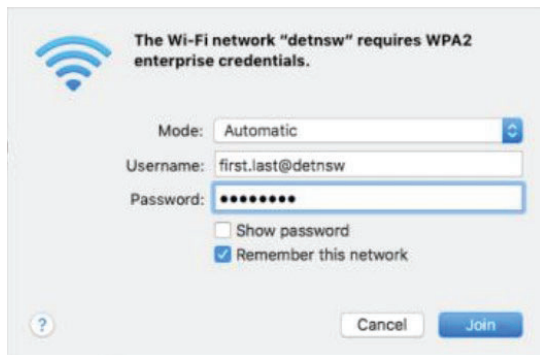 The Wi-Fi network “detnsw” requires WPA2
enterprise credentials.
Mode: Automatic
Username: first.last@detnsw
Password: ••••••••
Show password
Remember this network
? Cancel Join